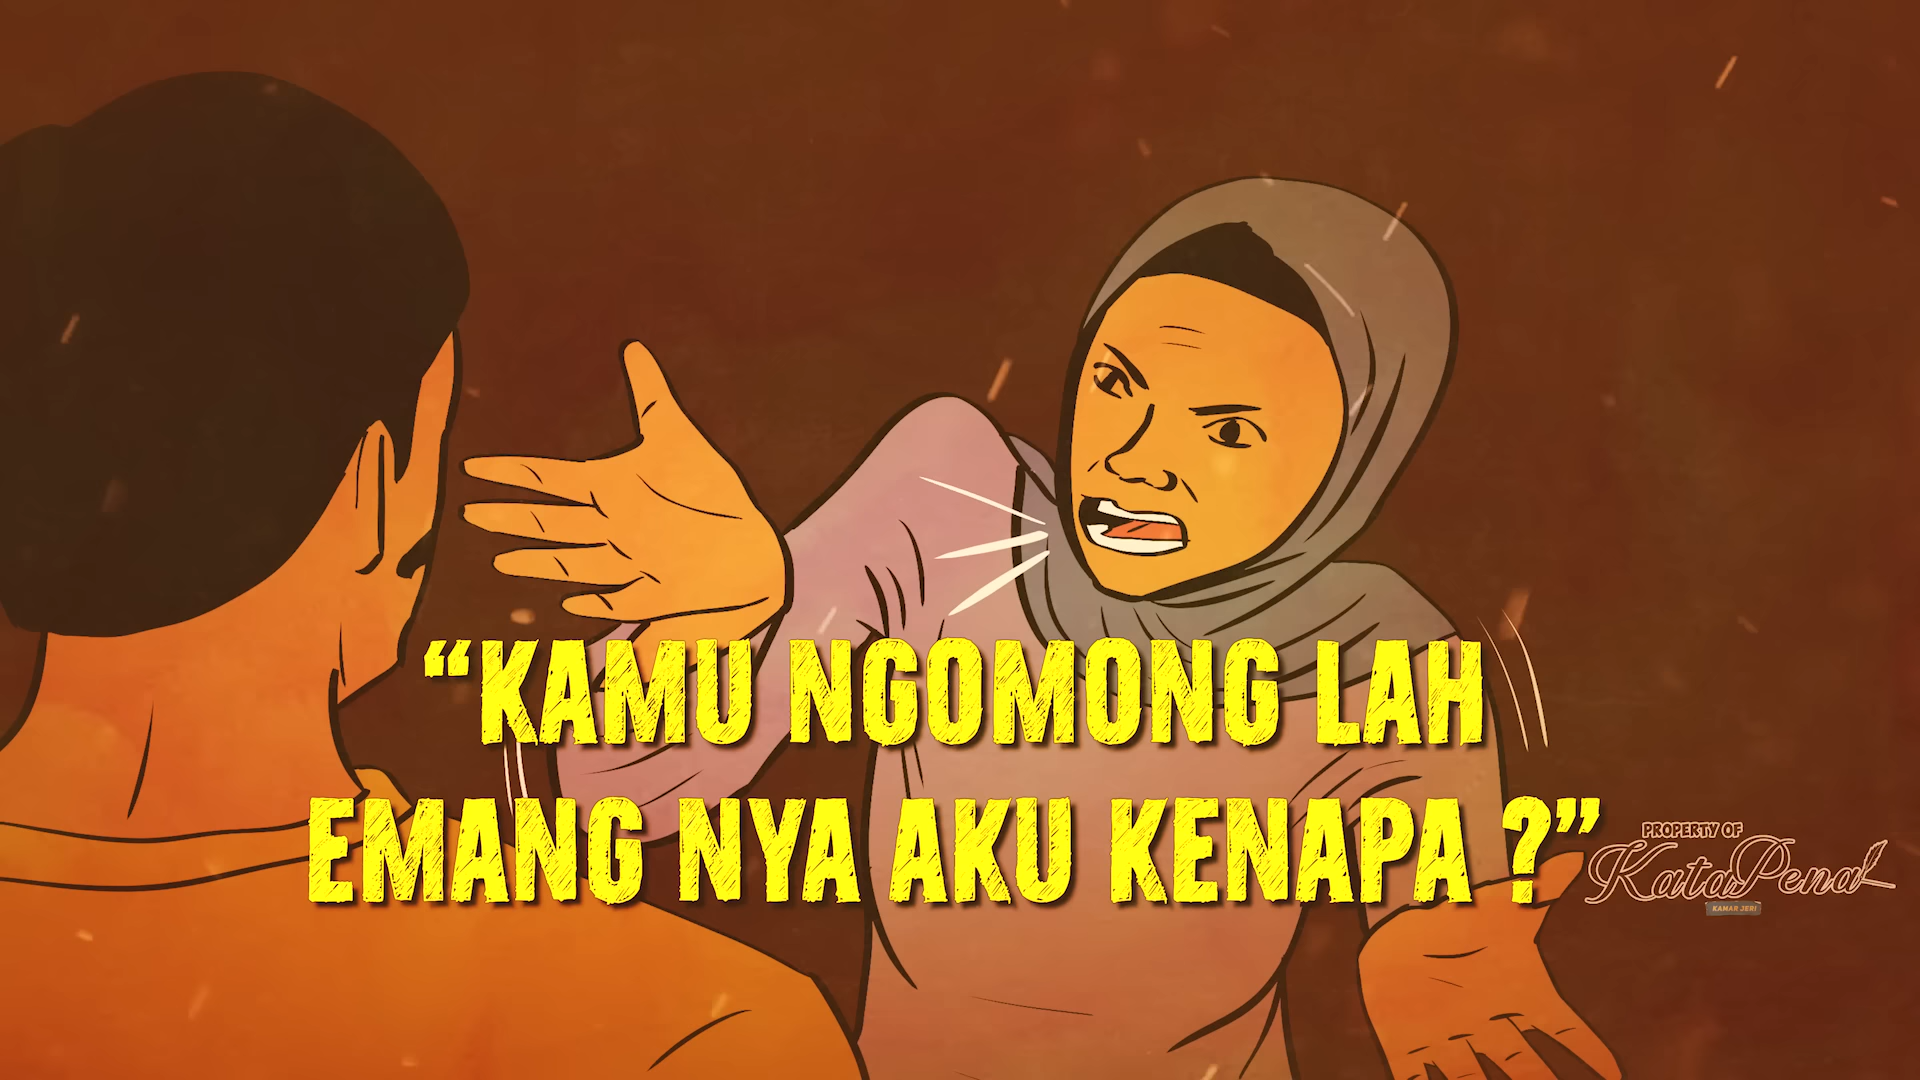 “KAMU NGOMONG LAH
EMANG NYA AKU KENAPA ?”
PROPERTY OF
KataPena
KAMAR JERI